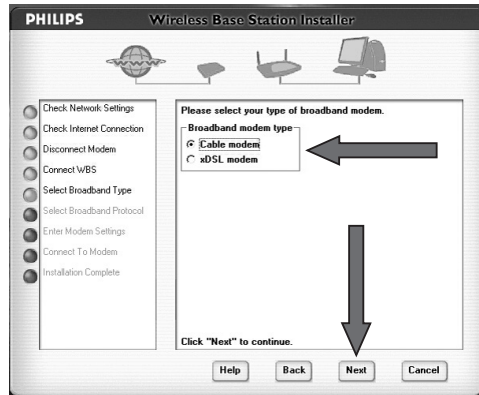 PHILIPS Wireless Base Station Installer
Check Network Settings
Check Internet Connection
Disconnect Modem
Connect WBS
Select Broadband Type
Select Broadband Protocol
Enter Modem Settings
Connect To Modem
Installation Complete
Please select your type of broadband modem.
Broadband modem type
Cable modem
xDSL modem
Click "Next" to continue.
Help Back Next Cancel